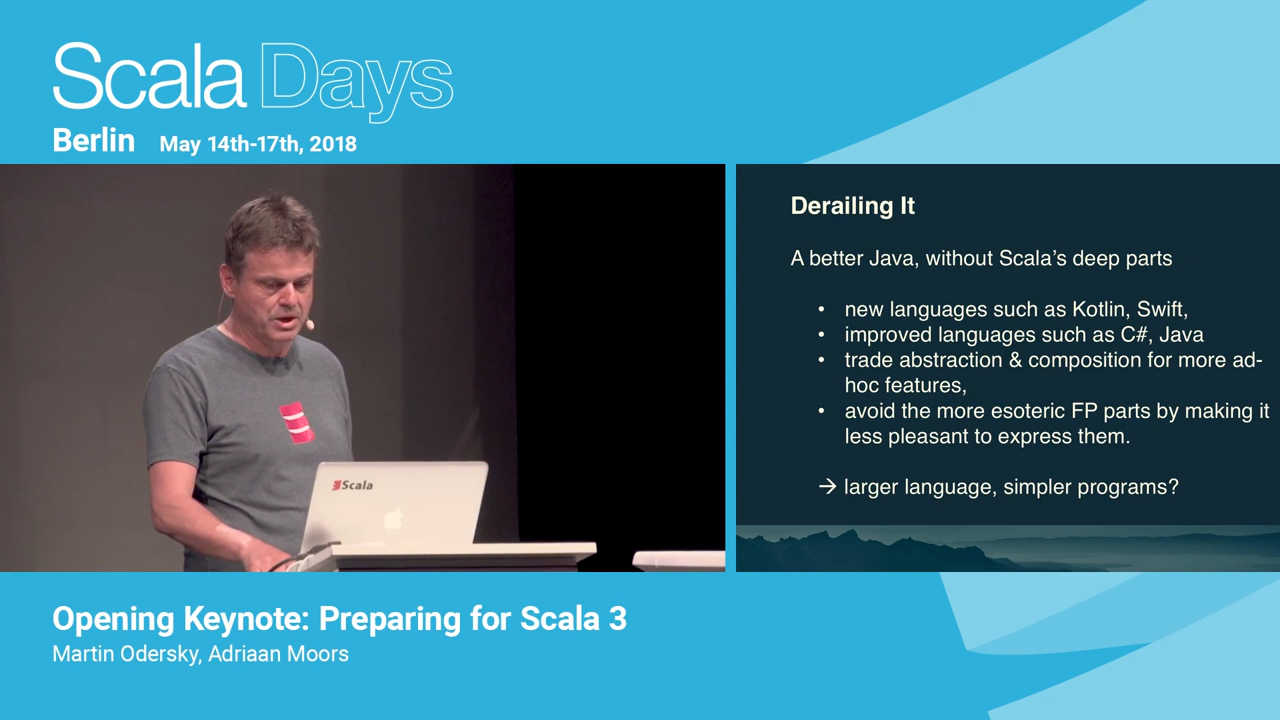 Scala Days
Berlin May 14th-17th, 2018
Derailing It
A better Java, without Scala's deep parts
• new languages such as Kotlin, Swift,
• improved languages such as C#, Java
• trade abstraction & composition for more ad-
hoc features,
• avoid the more esoteric FP parts by making it
less pleasant to express them.
→ larger language, simpler programs?
Scala
Opening Keynote: Preparing for Scala 3
Martin Odersky, Adriaan Moors